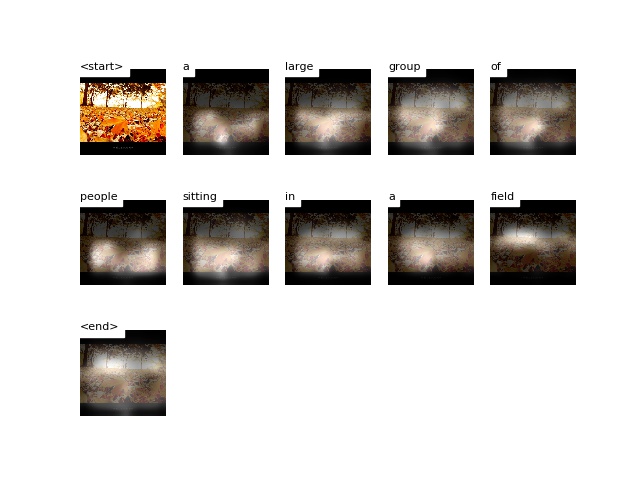 <start> a large group of
people sitting in a field
<end>